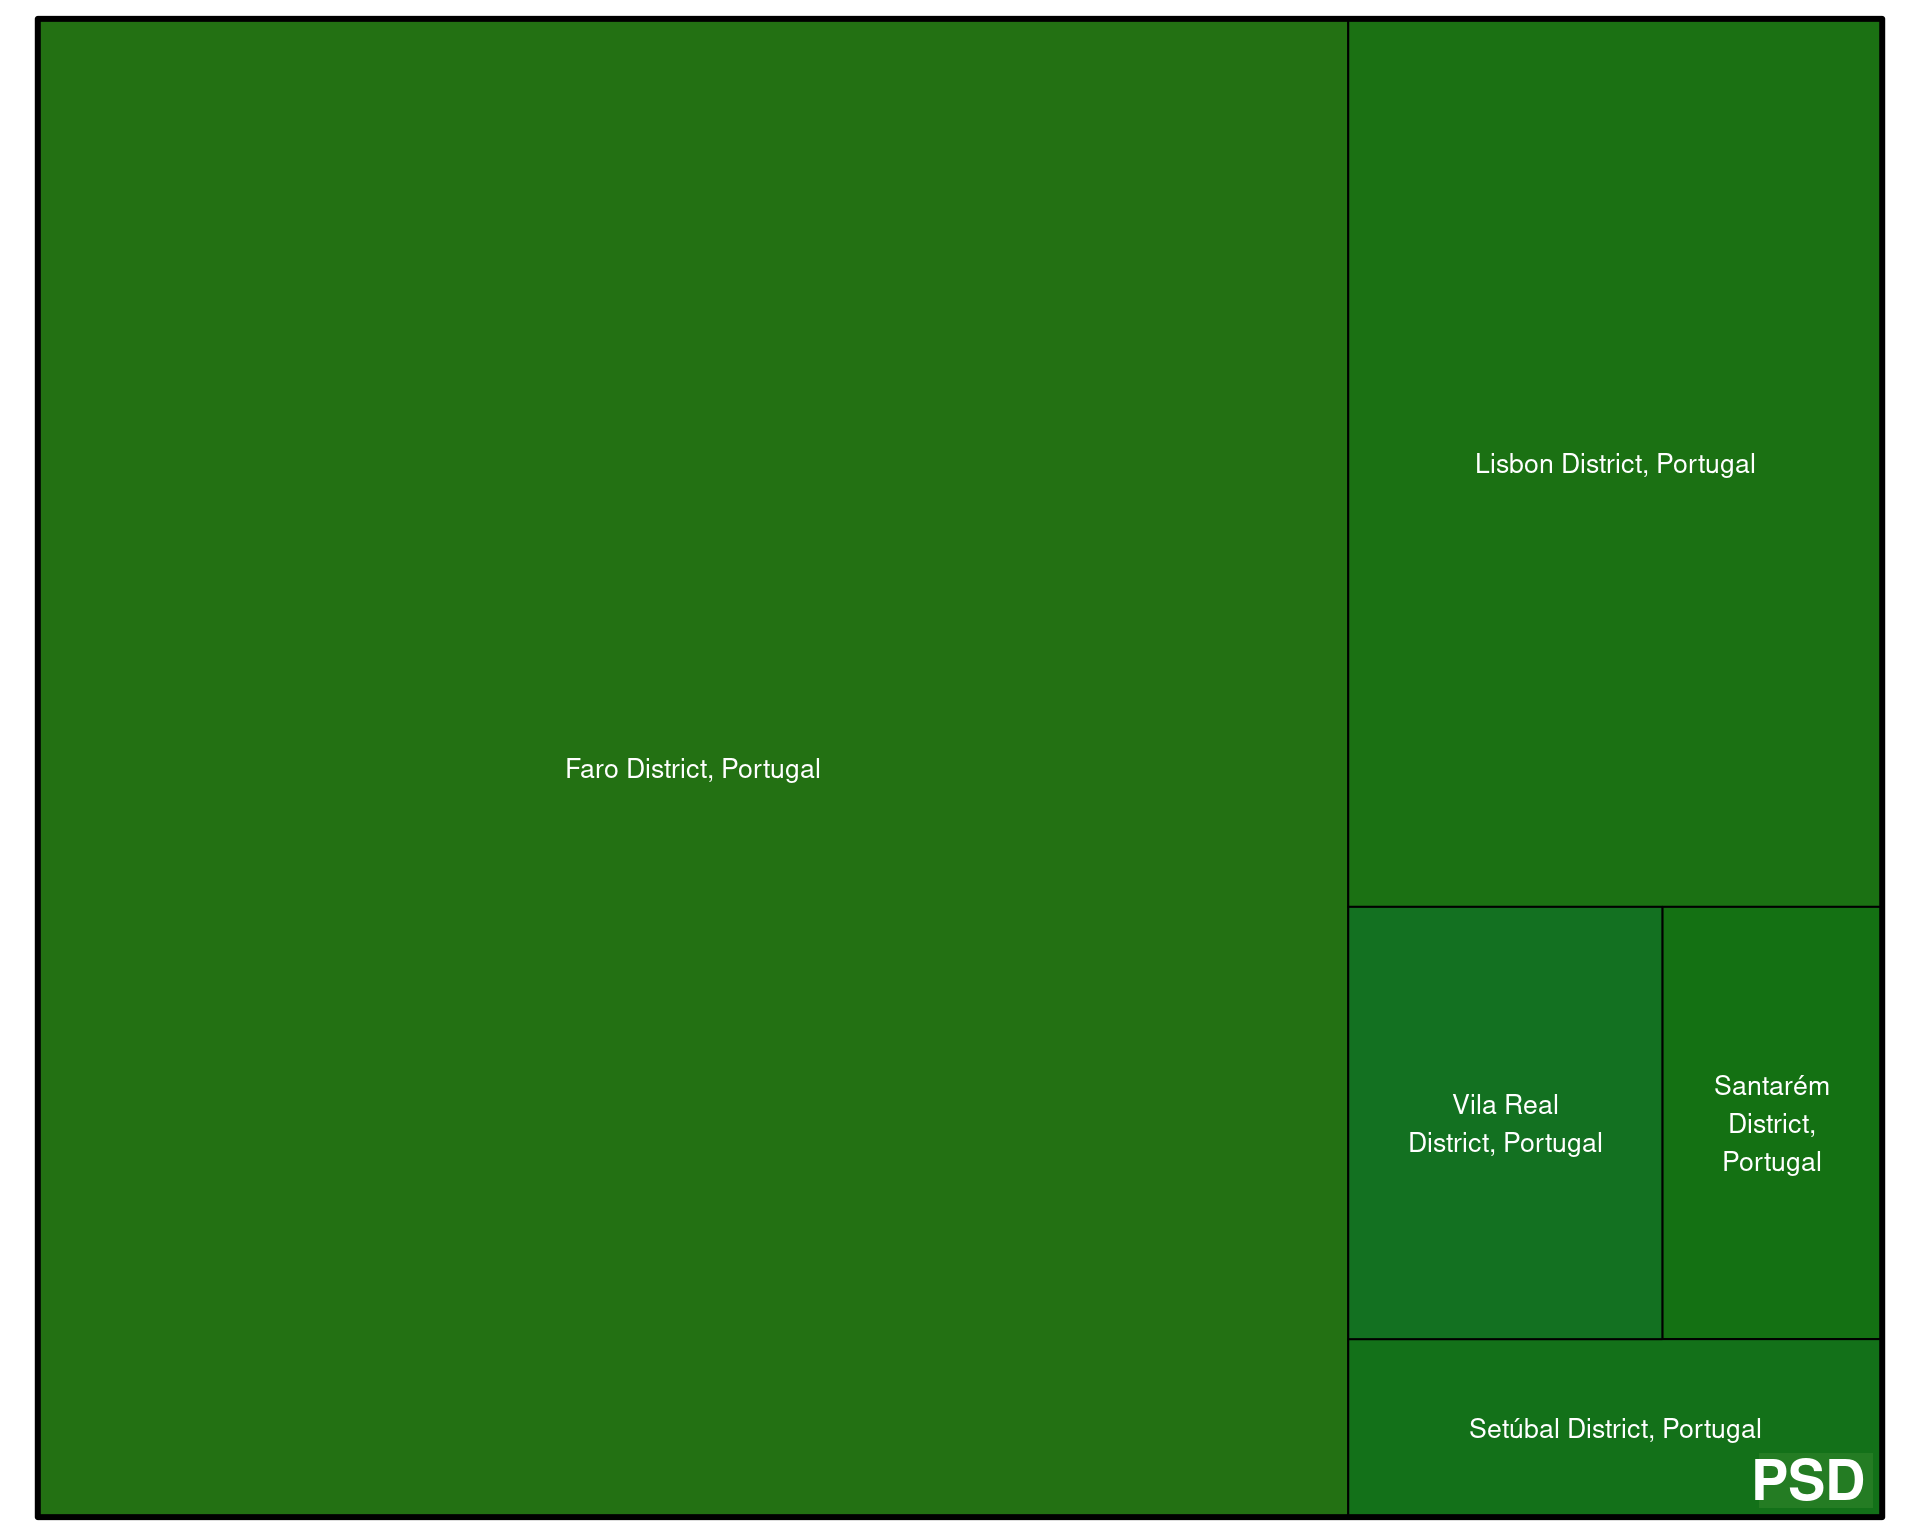 Faro District, Portugal
Lisbon District, Portugal
Vila Real
District, Portugal
Santarém
District,
Portugal
Setúbal District, Portugal
PSD